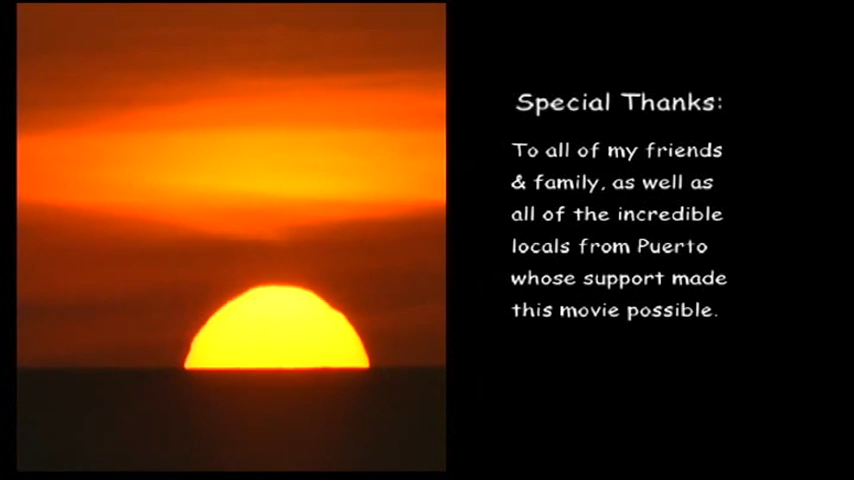 Special Thanks:
To all of my friends
& family, as well as
all of the incredible
locals from Puerto
whose support made
this movie possible.